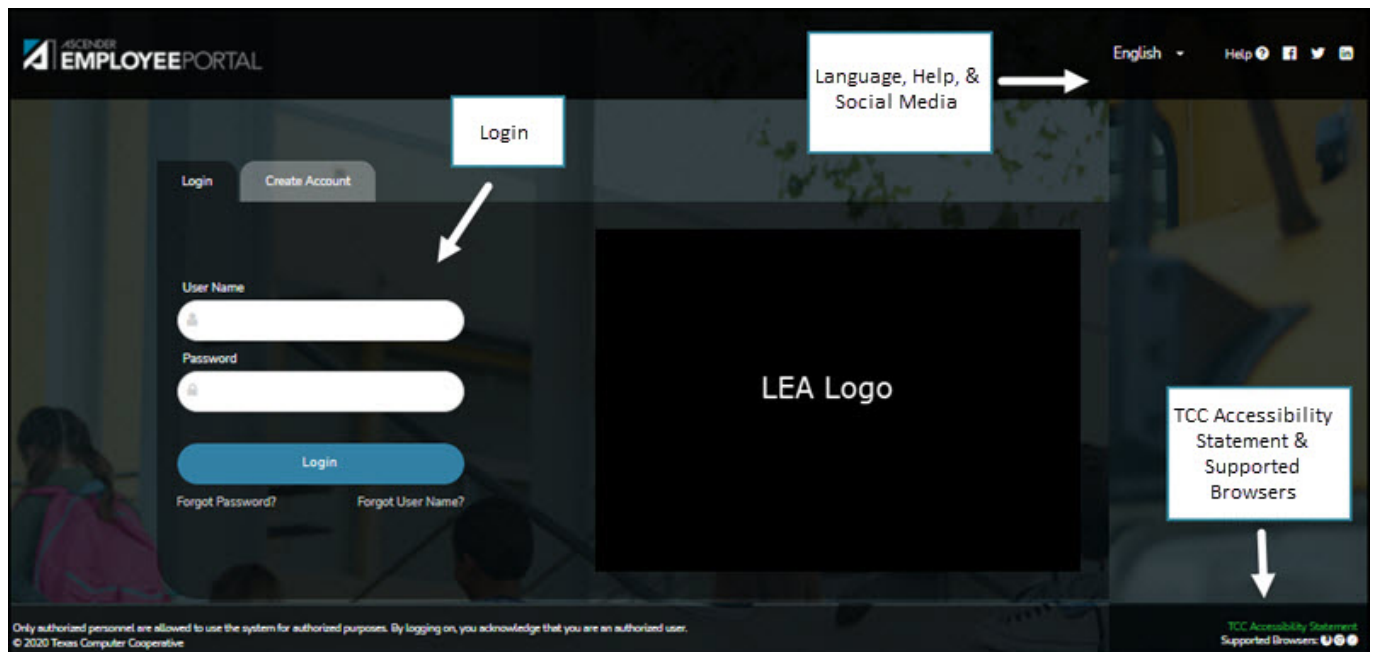 ASCENDER
EMPLOYEEPORTAL
English
Help
Language, Help, &
Social Media
Login
Login
Create Account
User Name
Password
Login
Forgot Password?
Forgot User Name?
LEA Logo
TCC Accessibility
Statement &
Supported
Browsers
Only authorized personnel are allowed to use the system for authorized purposes. By logging on, you acknowledge that you are an authorized user.
© 2020 Texas Computer Cooperative
TCC Accessibility Statement
Supported Browsers: